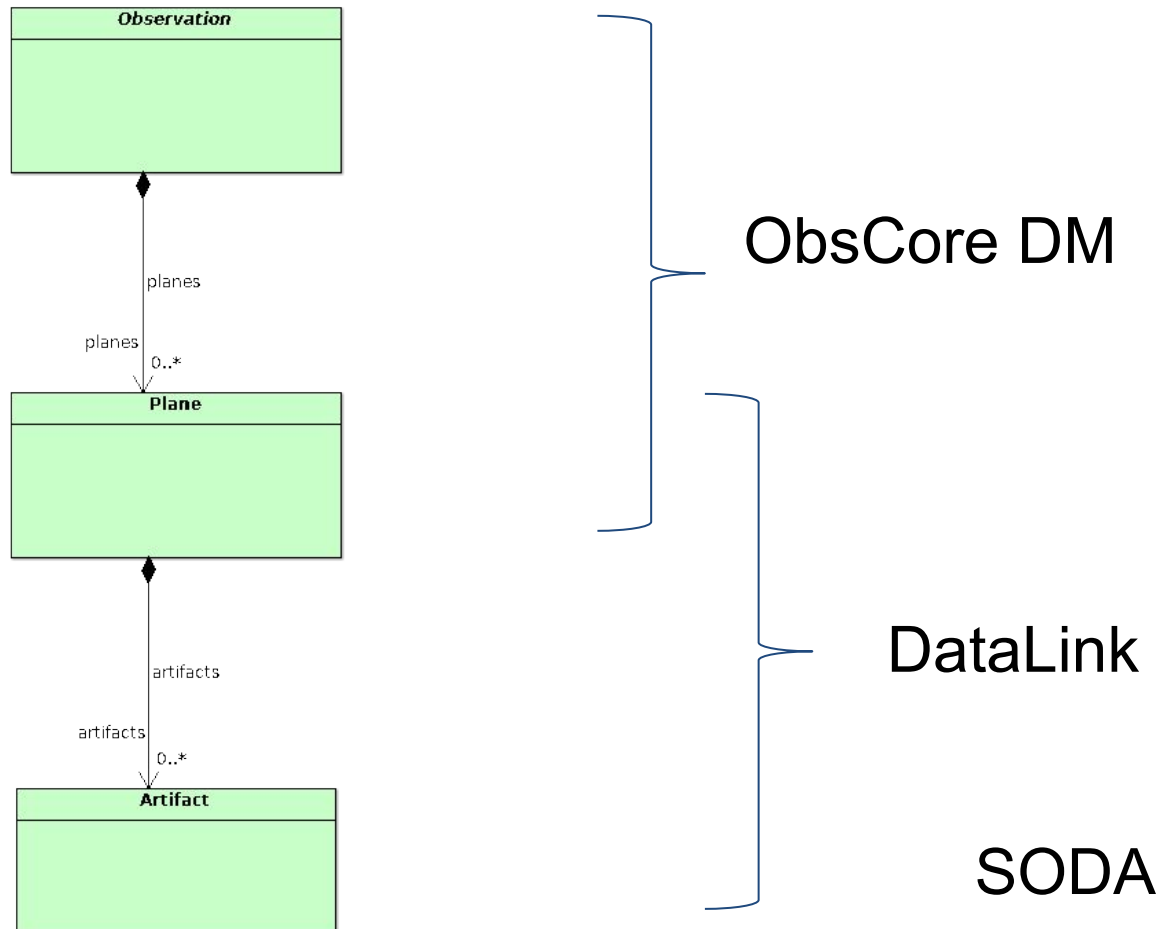 Observation
planes
planes
0..*
Plane
artifacts
artifacts
0..*
Artifact
ObsCore DM
DataLink
SODA